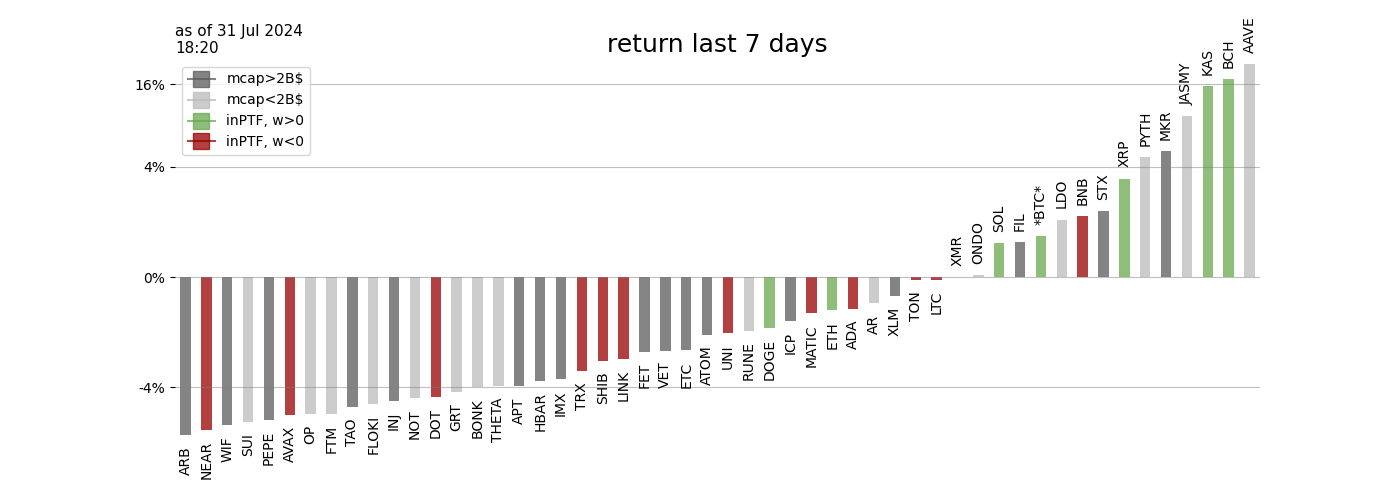 as of 31 Jul 2024
18:20
return last 7 days
mcap>2B$
mcap<2B$
inPTF, w>0
inPTF, w<0
16%
4%
0%
-4%
ARB
NEAR
WIF
SUI
PEPE
AVAX
OP
FTM
TAO
FLOKI
INJ
NOT
DOT
GRT
BONK
THETA
APT
HBAR
IMX
TRX
SHIB
LINK
FET
VET
ETC
ATOM
UNI
RUNE
DOGE
ICP
MATIC
ETH
ADA
AR
XLM
TON
LTC
XMR
ONDO
SOL
FIL
*BTC*
LDO
BNB
STX
XRP
PYTH
MKR
JASMY
KAS
BCH
AAVE